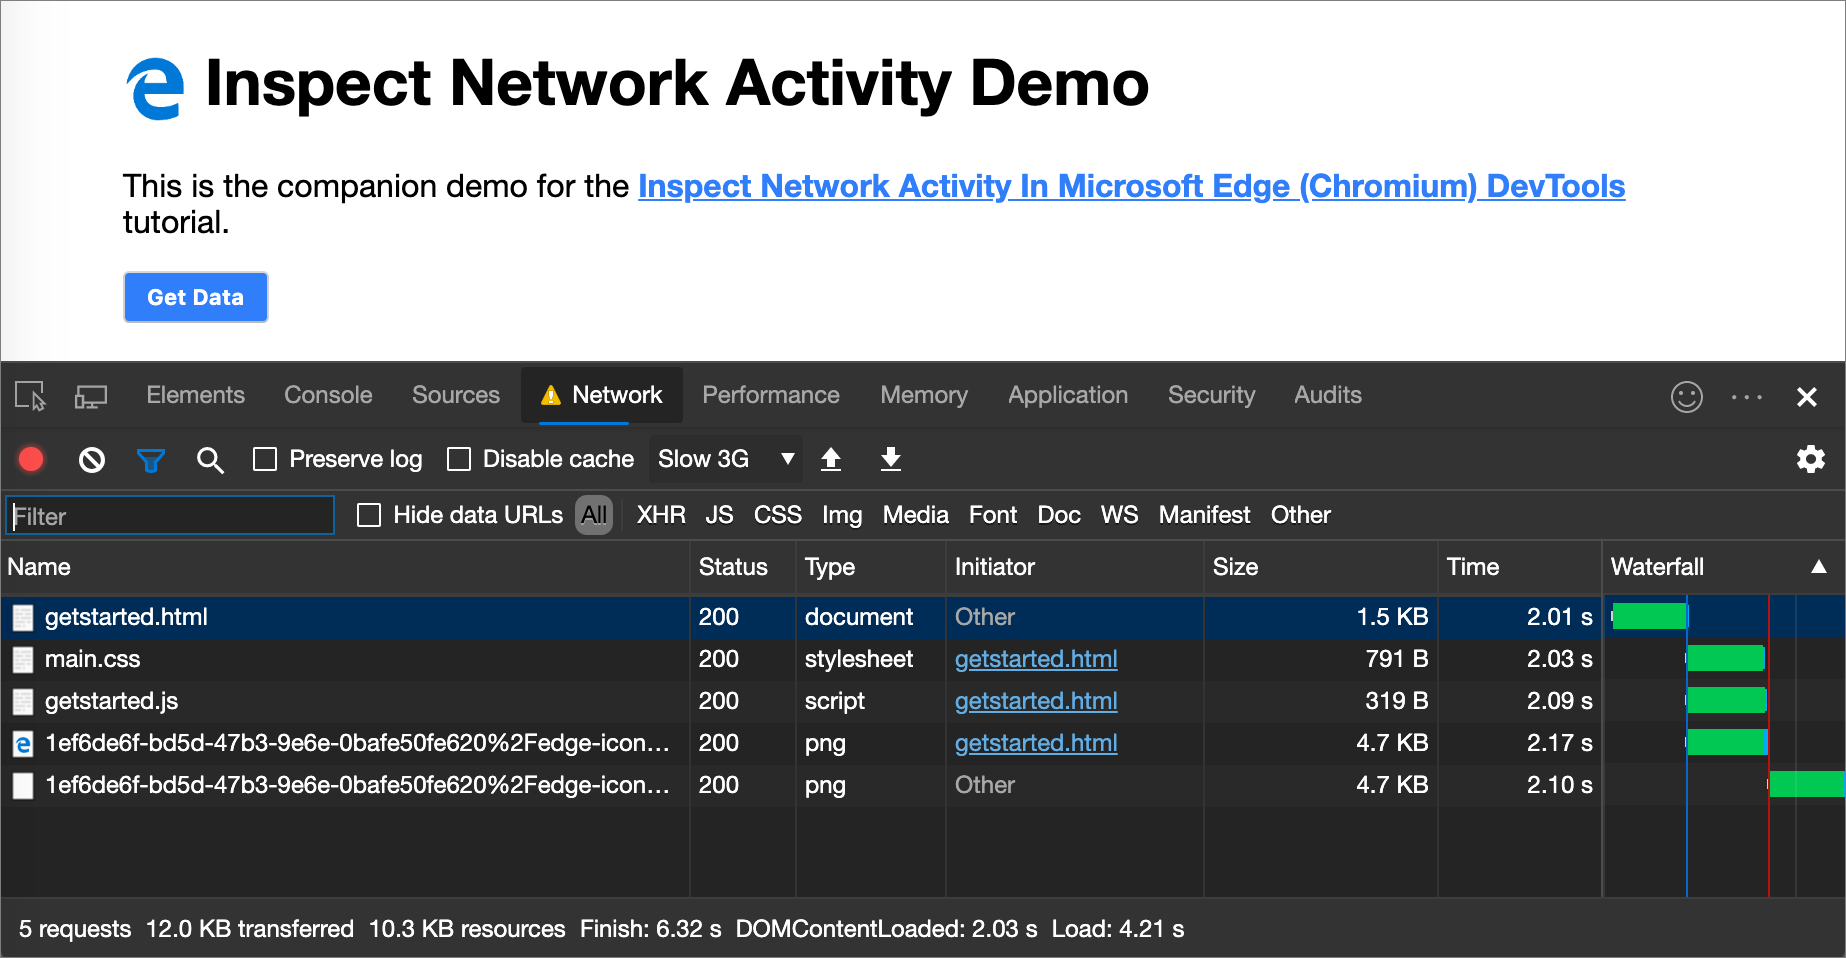 Inspect Network Activity Demo
This is the companion demo for the Inspect Network Activity In Microsoft Edge (Chromium) DevTools
tutorial.
Get Data
Elements Console Sources Network Performance Memory Application Security Audits
Preserve log Disable cache Slow 3G
Filter Hide data URLs All XHR JS CSS Img Media Font Doc WS Manifest Other
Name Status Type Initiator Size Time Waterfall
getstarted.html 200 document Other 1.5 KB 2.01 s
main.css 200 stylesheet getstarted.html 791 B 2.03 s
getstarted.js 200 script getstarted.html 319 B 2.09 s
1ef6de6f-bd5d-47b3-9e6e-0bafe50fe620%2Fedge-icon... 200 png getstarted.html 4.7 KB 2.17 s
1ef6de6f-bd5d-47b3-9e6e-0bafe50fe620%2Fedge-icon... 200 png Other 4.7 KB 2.10 s
5 requests 12.0 KB transferred 10.3 KB resources Finish: 6.32 s DOMContentLoaded: 2.03 s Load: 4.21 s